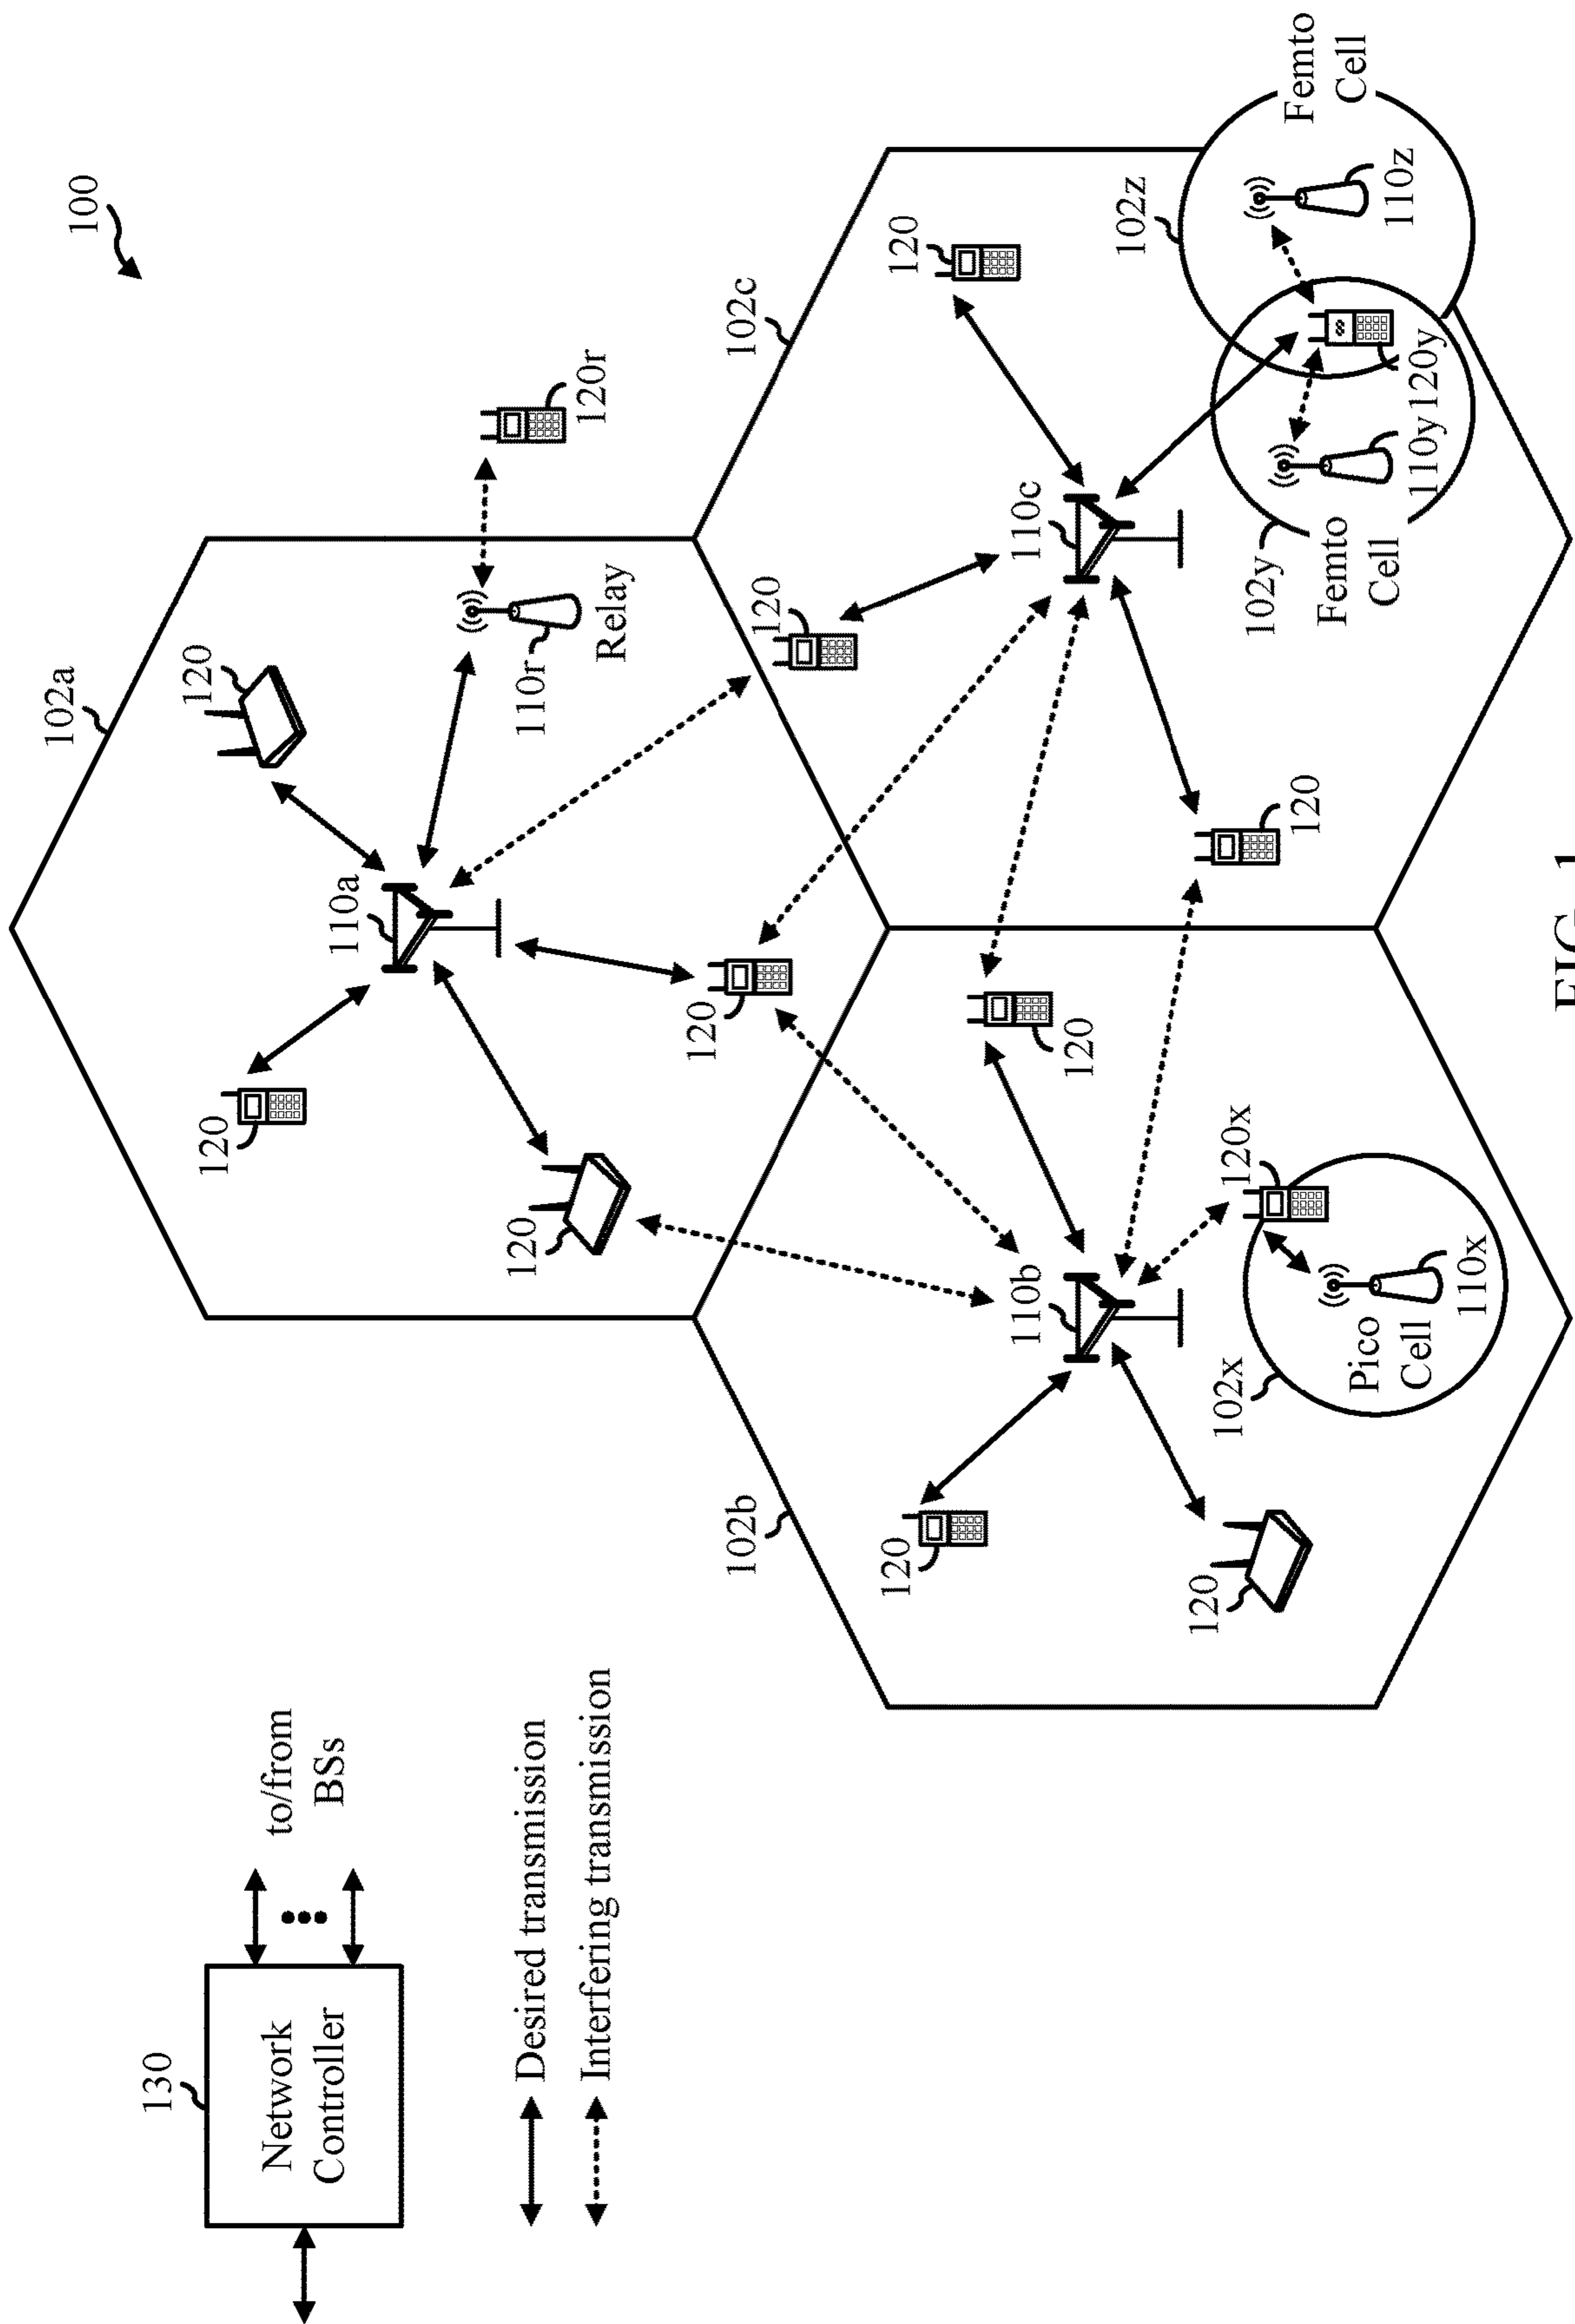 100
130
Network
Controller
to/from
BSs
Desired transmission
Interfering transmission
102a
120
120
110a
120
120
110r
Relay
120r
120
102b
102c
120
120
120
110b
120
120
102x
Pico
Cell
110x
120x
120
110c
120
120
102y
Femto
Cell
110y
120y
102z
110z
Femto
Cell